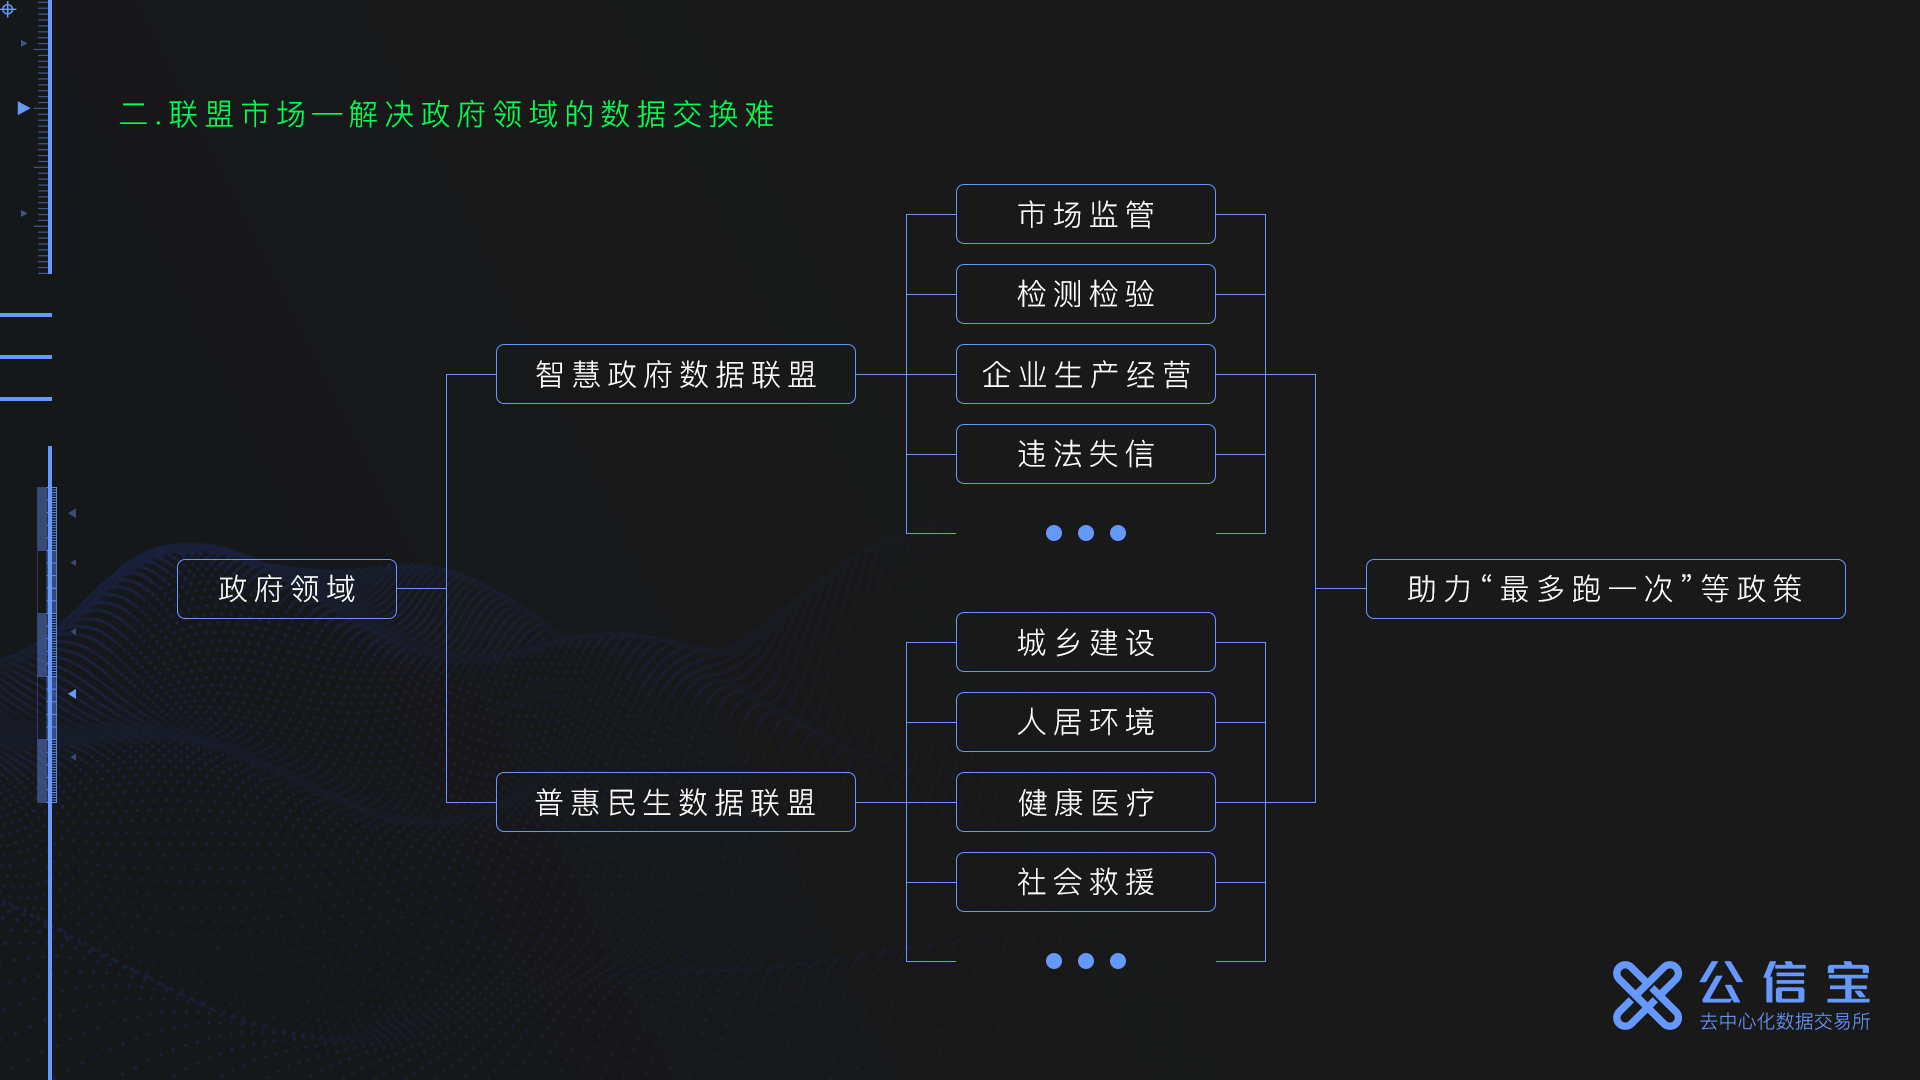 二.联盟市场—解决政府领域的数据交换难
政府领域
智慧政府数据联盟
市场监管
检测检验
企业生产经营
违法失信
普惠民生数据联盟
城乡建设
人居环境
健康医疗
社会救援
助力“最多跑一次”等政策
公信宝
去中心化数据交易所